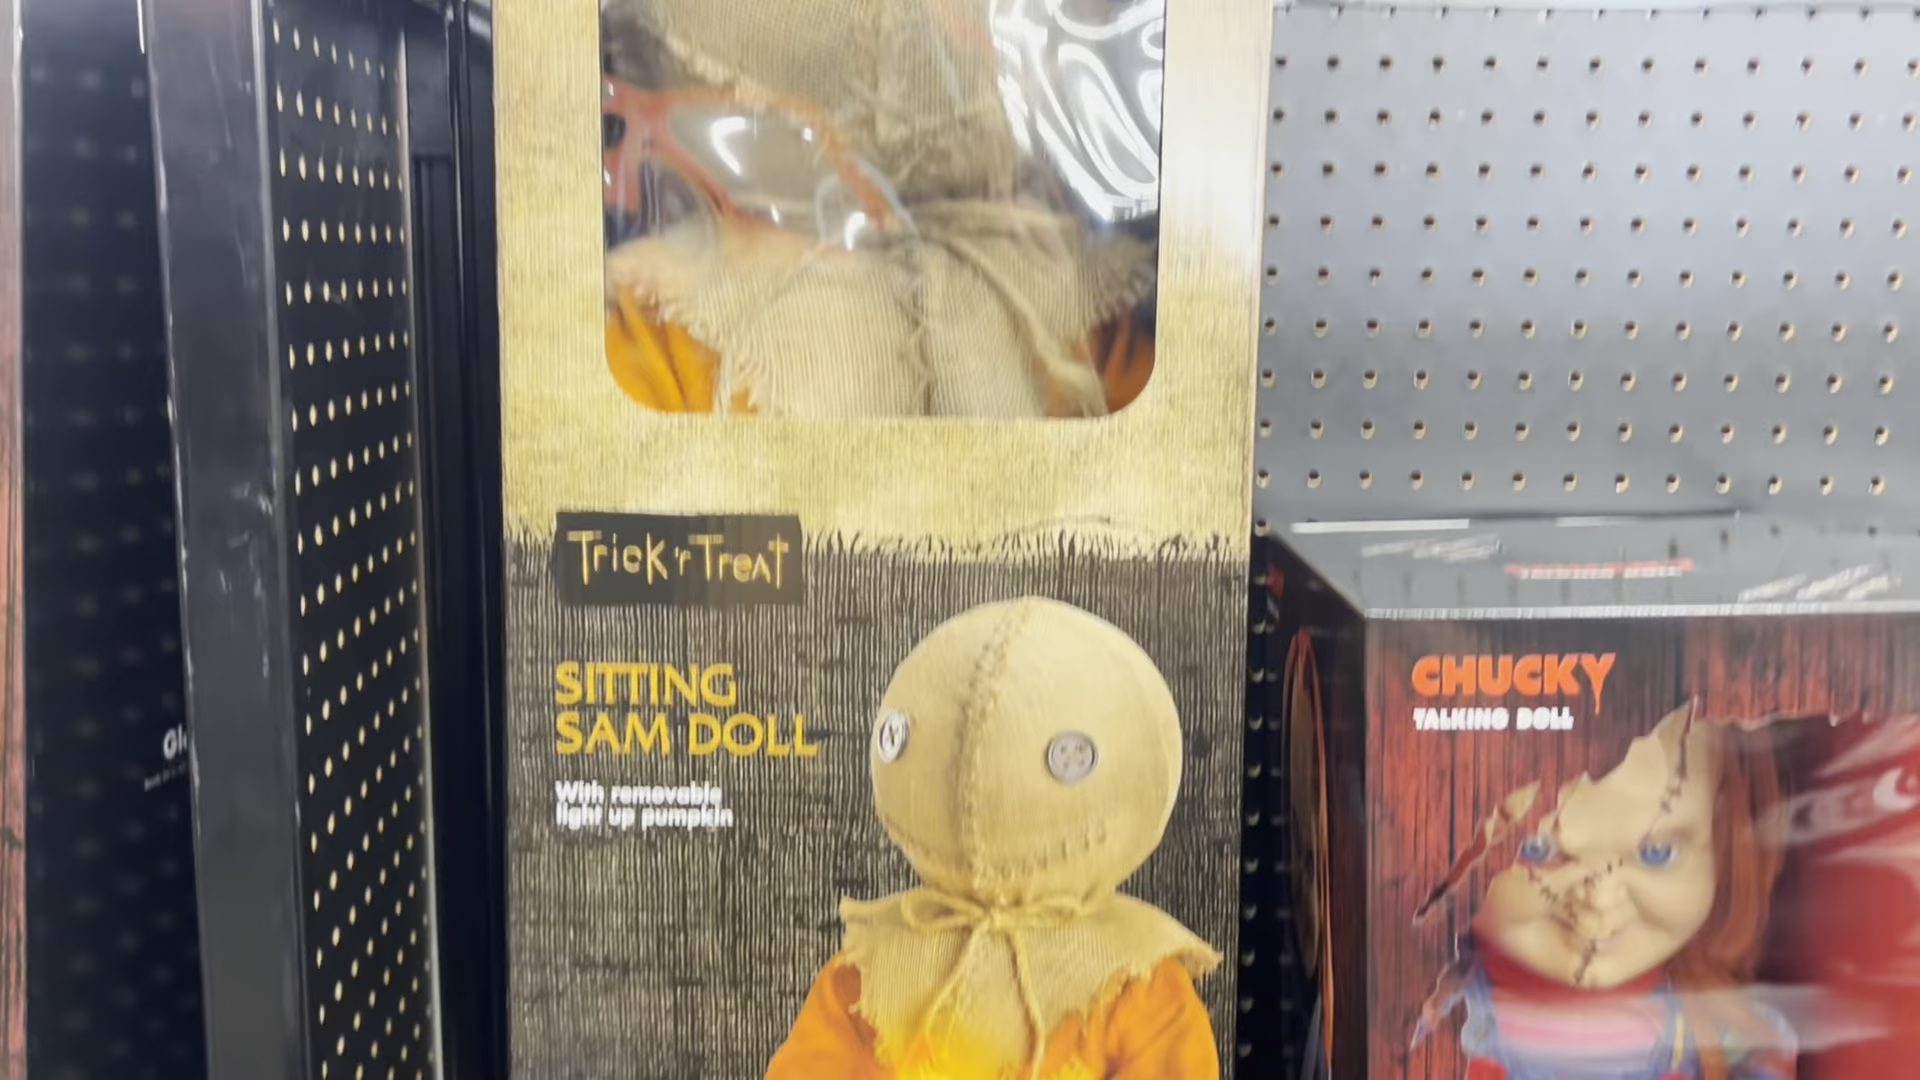 Trick 'r Treat
SITTING
SAM DOLL
With removable
light up pumpkin
CHUCKY
TALKING DOLL